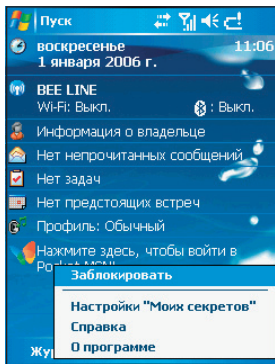 Пуск
воскресенье 11:06
1 января 2006 г.
BEE LINE
Wi-Fi: Выкл. : Выкл.
Информация о владельце
Нет непрочитанных сообщений
Нет задач
Нет предстоящих встреч
Профиль: Обычный
Нажмите здесь, чтобы войти в
Заблокировать
Настройки "Моих секретов"
Справка
О программе